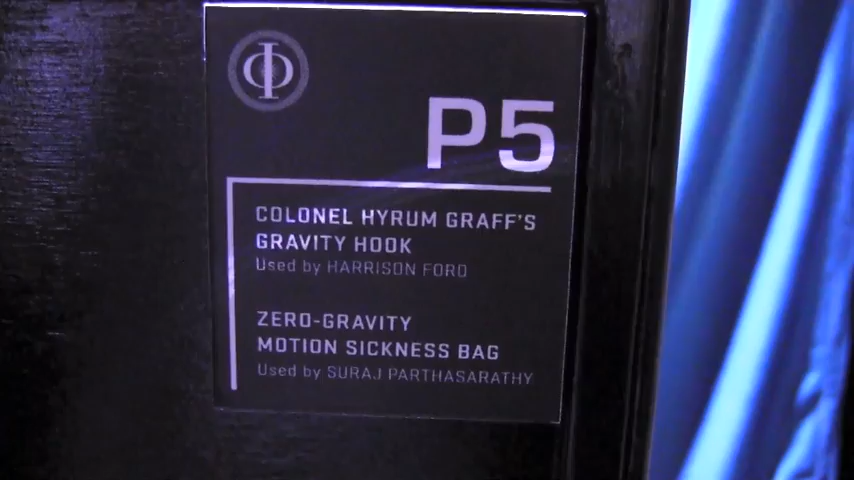 P5
COLONEL HYRUM GRAFF'S
GRAVITY HOOK
Used by HARRISON FORD
ZERO-GRAVITY
MOTION SICKNESS BAG
Used by SURAJ PARTHASARATHY